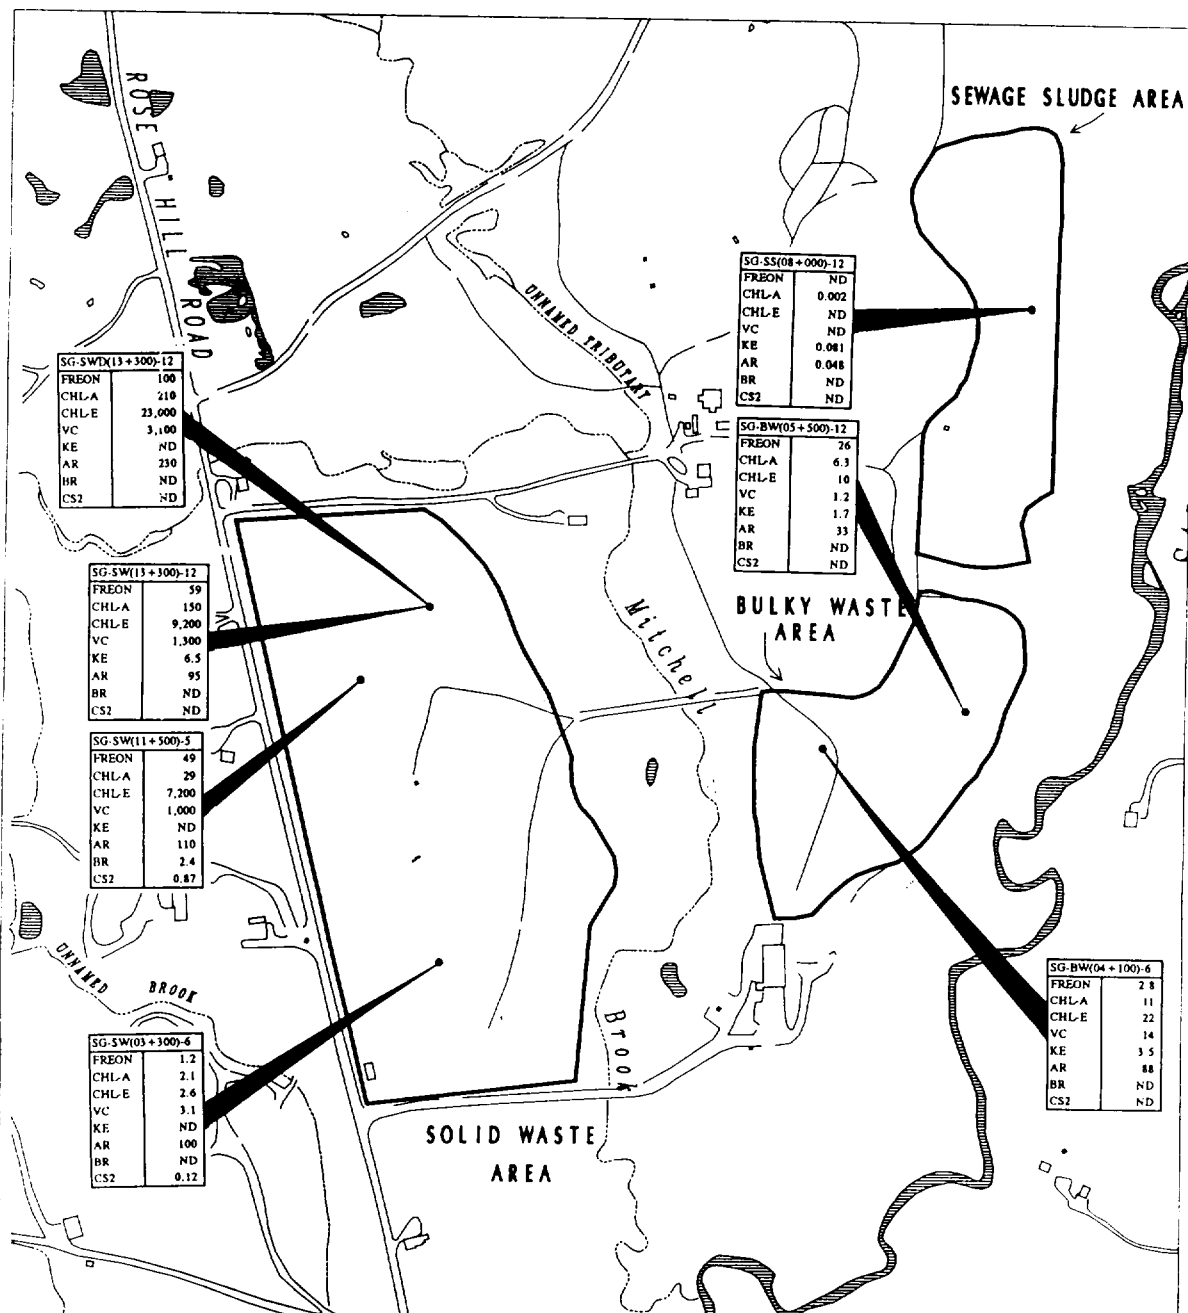 SEWAGE SLUDGE AREA
ROSE HILL ROAD
UNNAMED TRIBUTARY
SG-SS(08+000)-12
FREON ND
CHL-A 0.002
CHL-E ND
VC ND
KE 0.081
AR 0.048
BR ND
CS2 ND
SG-SWD(13+300)-12
FREON 100
CHL-A 210
CHL-E 23,000
VC 3,100
KE ND
AR 230
BR ND
CS2 ND
SG-BW(05+500)-12
FREON 26
CHL-A 6.3
CHL-E 10
VC 1.2
KE 1.7
AR 33
BR ND
CS2 ND
SG-SW(13+300)-12
FREON 59
CHL-A 150
CHL-E 9,200
VC 1,300
KE 6.5
AR 95
BR ND
CS2 ND
BULKY WASTE
AREA
Mitchell
Brook
SG-SW(11+500)-5
FREON 49
CHL-A 29
CHL-E 7,200
VC 1,000
KE ND
AR 110
BR 2.4
CS2 0.87
UNNAMED BROOK
SG-BW(04+100)-6
FREON 2.8
CHL-A 11
CHL-E 22
VC 14
KE 3.5
AR 88
BR ND
CS2 ND
SG-SW(03+300)-6
FREON 1.2
CHL-A 2.1
CHL-E 2.6
VC 3.1
KE ND
AR 100
BR ND
CS2 0.12
SOLID WASTE
AREA